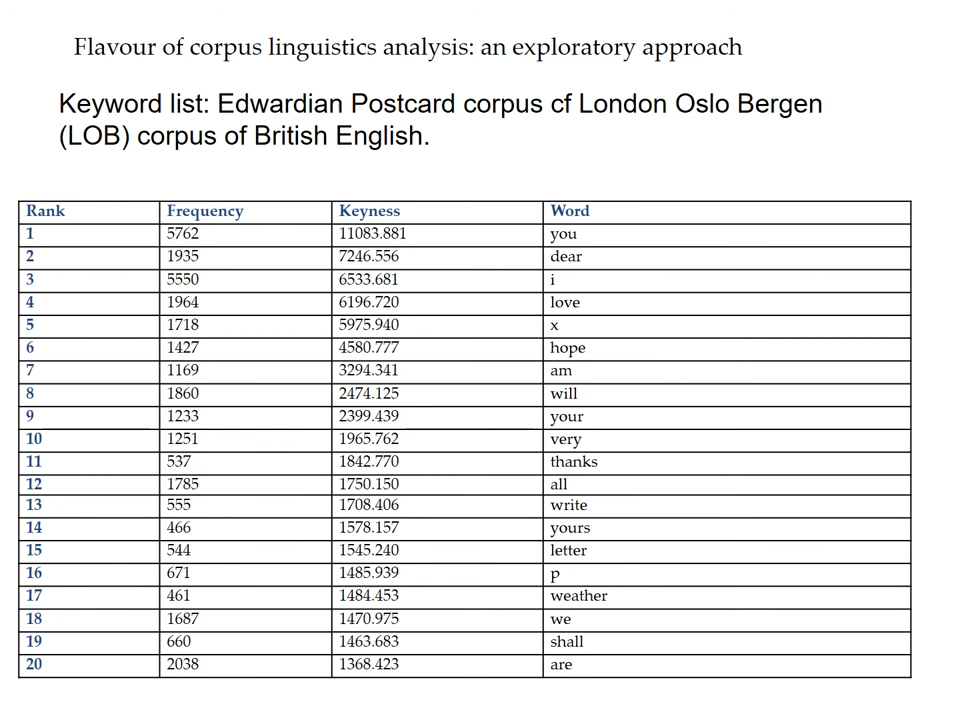 Flavour of corpus linguistics analysis: an exploratory approach
Keyword list: Edwardian Postcard corpus cf London Oslo Bergen
(LOB) corpus of British English.
Rank Frequency Keyness Word
1 5762 11083.881 you
2 1935 7246.556 dear
3 5550 6533.681 i
4 1964 6196.720 love
5 1718 5975.940 x
6 1427 4580.777 hope
7 1169 3294.341 am
8 1860 2474.125 will
9 1233 2399.439 your
10 1251 1965.762 very
11 537 1842.770 thanks
12 1785 1750.150 all
13 555 1708.406 write
14 466 1578.157 yours
15 544 1545.240 letter
16 671 1485.939 p
17 461 1484.453 weather
18 1687 1470.975 we
19 660 1463.683 shall
20 2038 1368.423 are